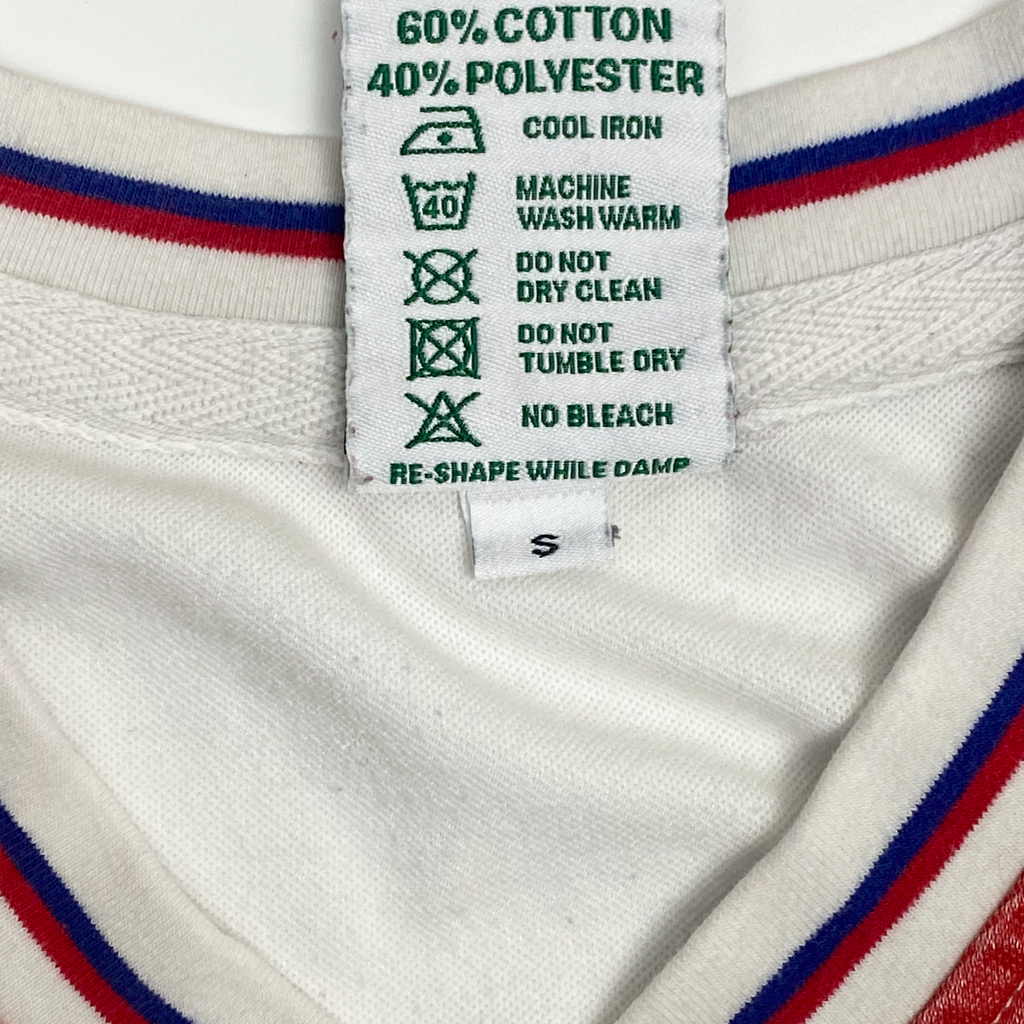 60% COTTON
40% POLYESTER
COOL IRON
40
MACHINE
WASH WARM
DO NOT
DRY CLEAN
DO NOT
TUMBLE DRY
NO BLEACH
RE-SHAPE WHILE DAMP
S